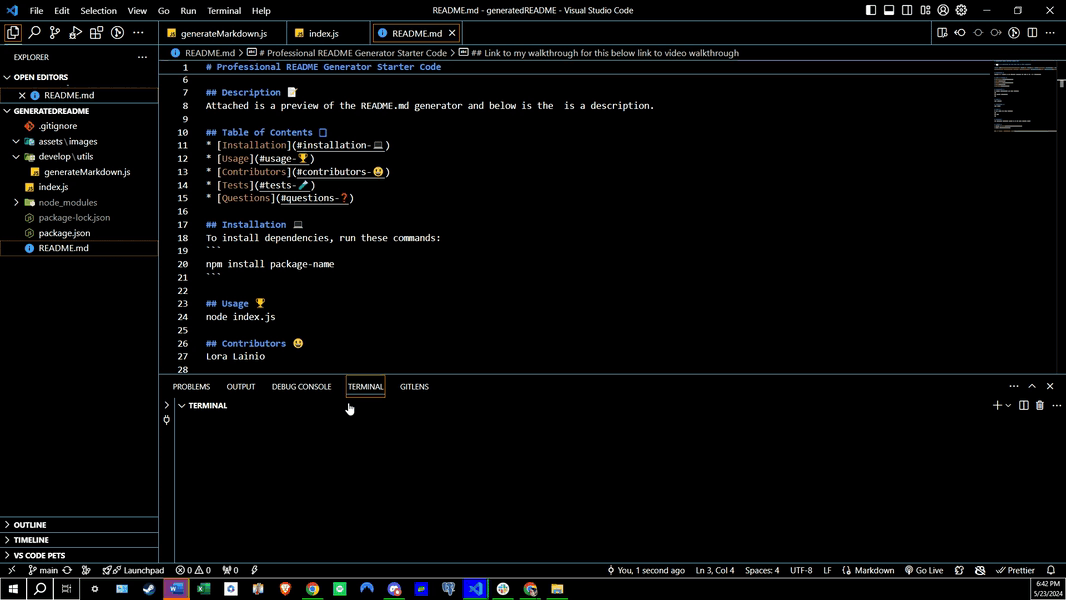 File Edit Selection View Go Run Terminal Help README.md - generatedREADME - Visual Studio Code
EXPLORER
OPEN EDITORS
README.md
GENERATEDREADME
.gitignore
assets \ images
develop \ utils
generateMarkdown.js
index.js
node_modules
package-lock.json
package.json
README.md
OUTLINE
TIMELINE
VS CODE PETS
generateMarkdown.js index.js README.md
README.md > # Professional README Generator Starter Code > ## Link to my walkthrough for this below link to video walkthrough
1 # Professional README Generator Starter Code
6
7 ## Description 📝
8 Attached is a preview of the README.md generator and below is the  is a description.
9
10 ## Table of Contents 📋
11 * [Installation](#installation-💻)
12 * [Usage](#usage-🏆)
13 * [Contributors](#contributors-😃)
14 * [Tests](#tests-🧪)
15 * [Questions](#questions-❓)
16
17 ## Installation 💻
18 To install dependencies, run these commands:
19 ```
20 npm install package-name
21 ```
22
23 ## Usage 🏆
24 node index.js
25
26 ## Contributors 😃
27 Lora Lainio
28
PROBLEMS OUTPUT DEBUG CONSOLE TERMINAL GITLENS
TERMINAL
main Launchpad 0 0 0 You, 1 second ago Ln 3, Col 4 Spaces: 4 UTF-8 LF Markdown Go Live Prettier
6:42 PM
5/23/2024